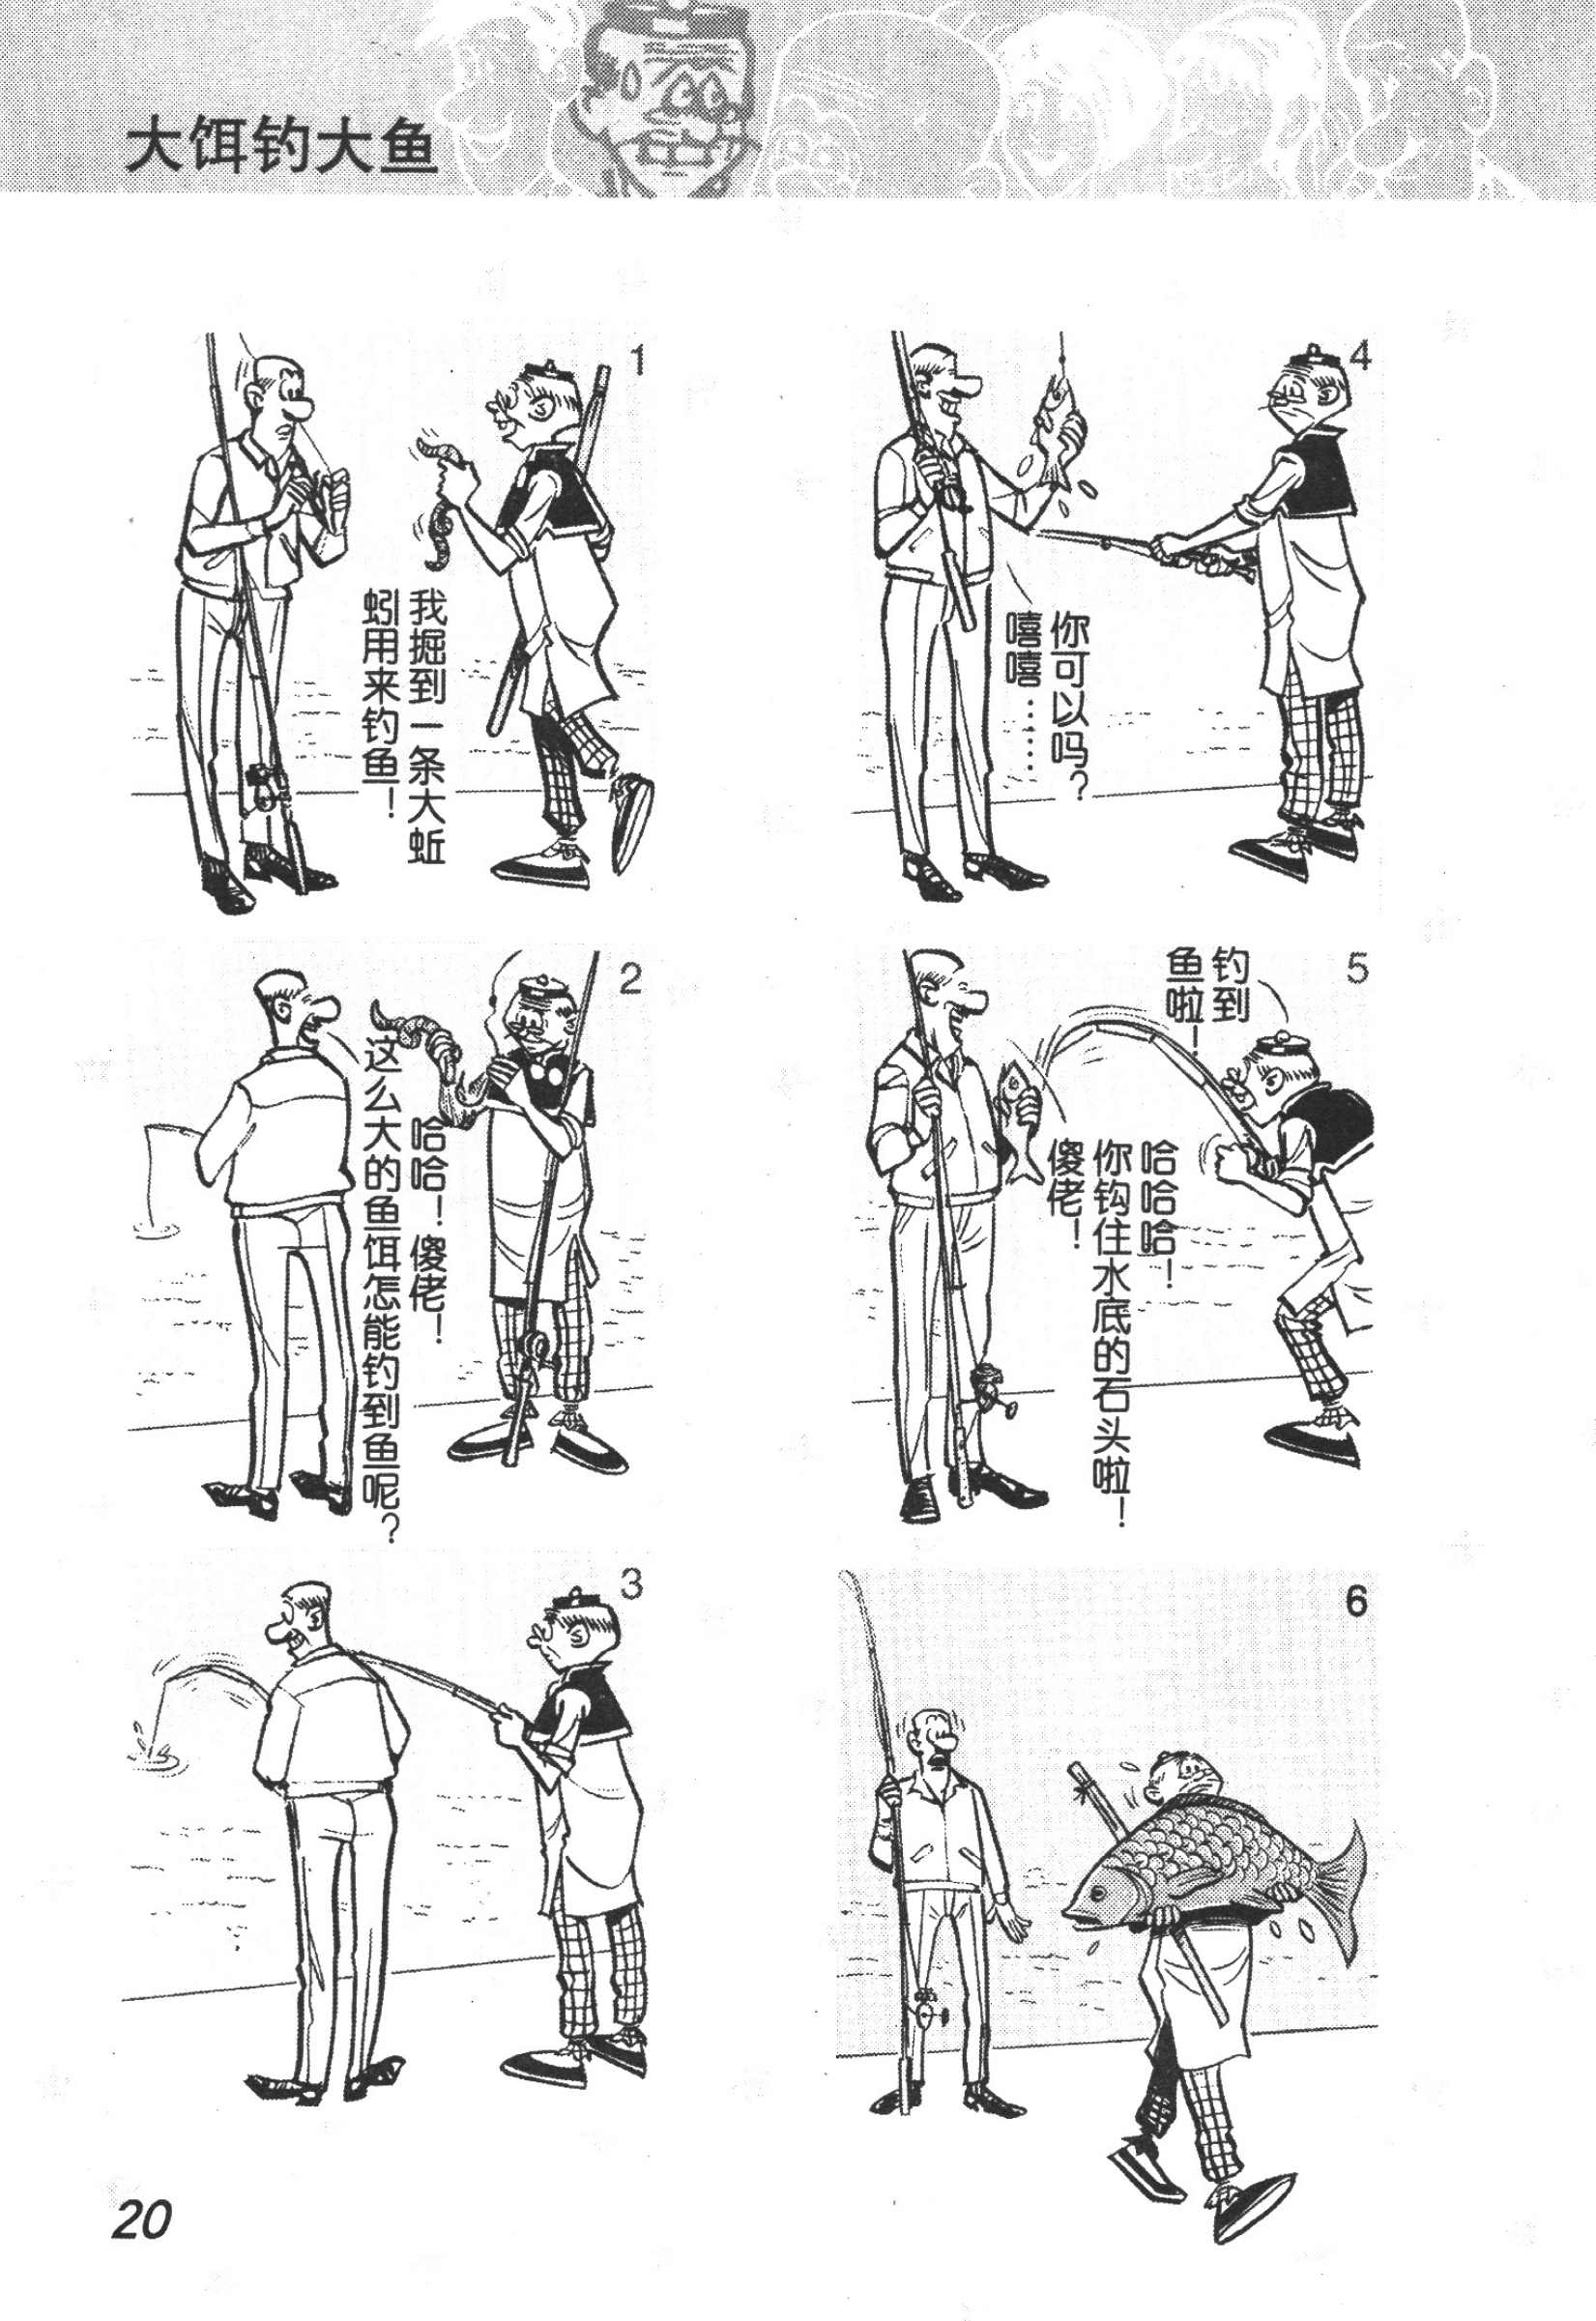 大饵钓大鱼
1
我掘到一条大蚯
蚓用来钓鱼！
2
哈哈！傻佬！
这么大的鱼饵怎能钓到鱼呢？
3
4
你可以吗？
嘻嘻……
5
钓到
鱼啦！
哈哈哈！
你钩住水底的石头啦！
傻佬！
6
20